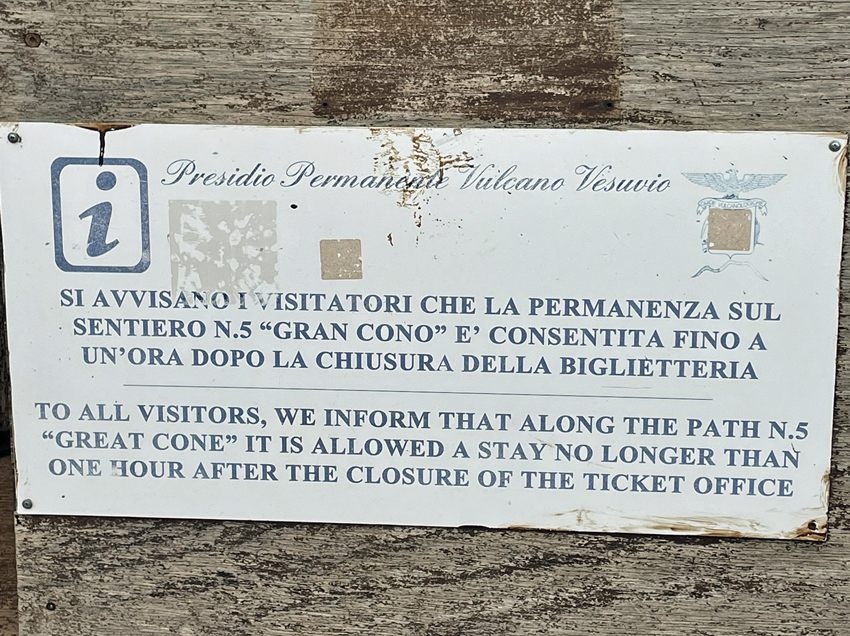 i
Presidio Permanente Vulcano Vesuvio
SI AVVISANO I VISITATORI CHE LA PERMANENZA SUL
SENTIERO N.5 “GRAN CONO” E’ CONSENTITA FINO A
UN’ORA DOPO LA CHIUSURA DELLA BIGLIETTERIA
TO ALL VISITORS, WE INFORM THAT ALONG THE PATH N.5
“GREAT CONE” IT IS ALLOWED A STAY NO LONGER THAN
ONE HOUR AFTER THE CLOSURE OF THE TICKET OFFICE